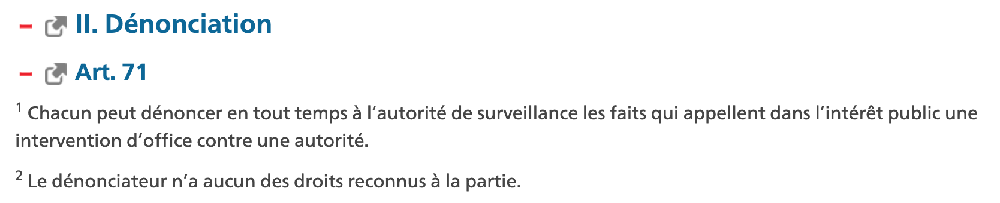 II. Dénonciation
Art. 71
1 Chacun peut dénoncer en tout temps à l’autorité de surveillance les faits qui appellent dans l’intérêt public une
intervention d’office contre une autorité.
2 Le dénonciateur n’a aucun des droits reconnus à la partie.